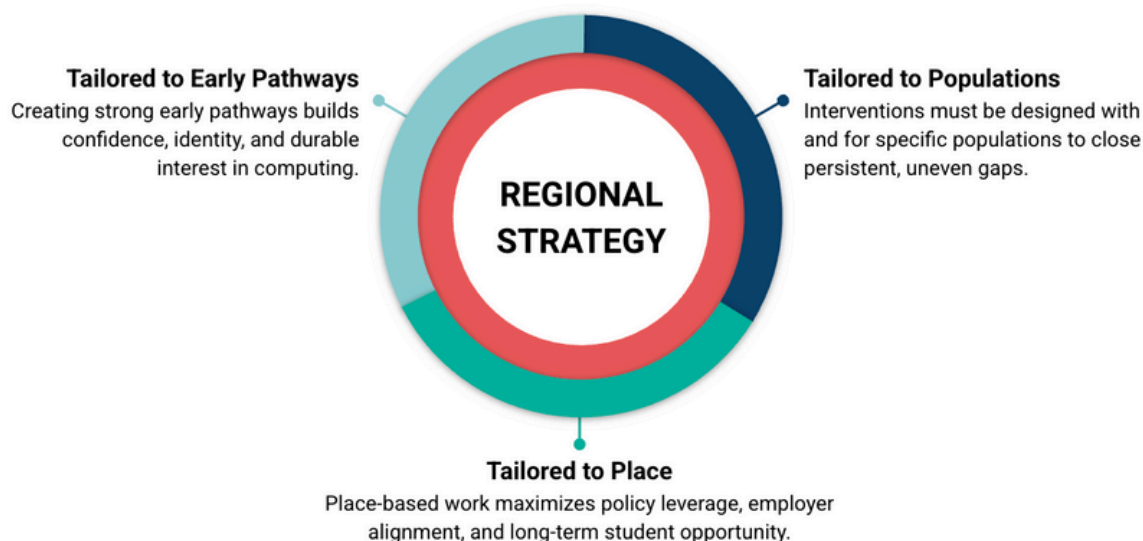 Tailored to Early Pathways
Creating strong early pathways builds
confidence, identity, and durable
interest in computing.
REGIONAL
STRATEGY
Tailored to Populations
Interventions must be designed with
and for specific populations to close
persistent, uneven gaps.
Tailored to Place
Place-based work maximizes policy leverage, employer
alignment, and long-term student opportunity.